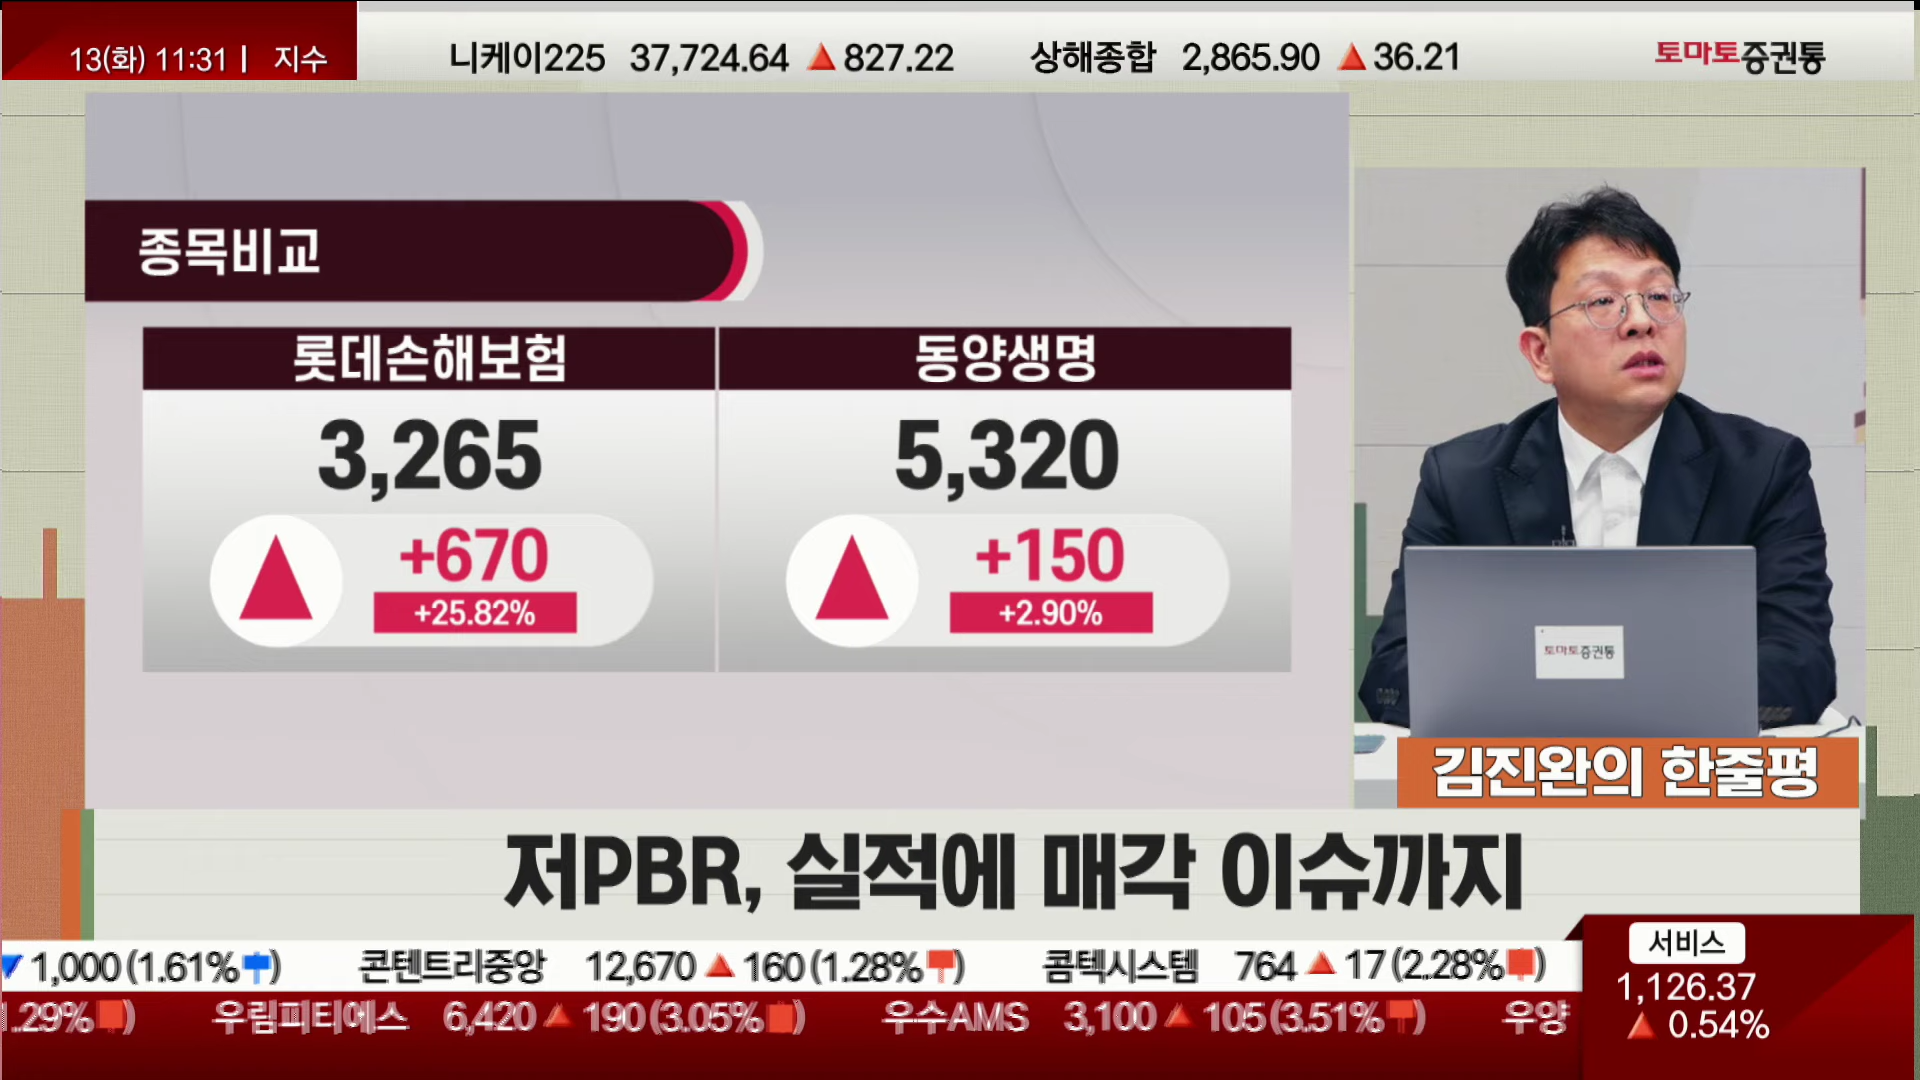 13(화) 11:31 | 지수 니케이225 37,724.64 ▲827.22 상해종합 2,865.90 ▲36.21 토마토증권통
종목비교
롯데손해보험 동양생명
3,265 5,320
+670 +150
+25.82% +2.90%
토마토증권통
김진완의 한줄평
저PBR, 실적에 매각 이슈까지
▼1,000(1.61%) 콘텐트리중앙 12,670 ▲160(1.28%) 콤텍시스템 764 ▲17(2.28%)
1.29%) 우림피티에스 6,420 ▲190(3.05%) 우수AMS 3,100 ▲105(3.51%) 우양
서비스
1,126.37
▲ 0.54%